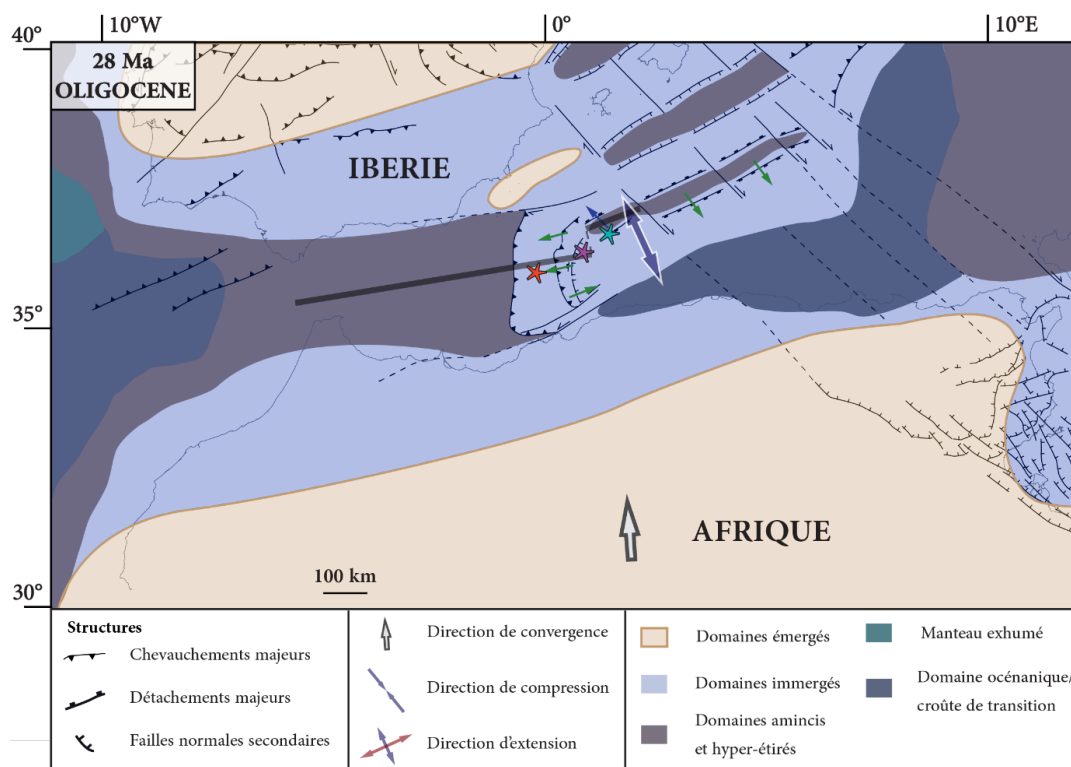 10°W
0°
10°E
40°
28 Ma
OLIGOCENE
IBERIE
35°
AFRIQUE
100 km
30°
Structures
Chevauchements majeurs
Détachements majeurs
Failles normales secondaires
Direction de convergence
Direction de compression
Direction d'extension
Domaines émergés
Domaines immergés
Domaines amincis
et hyper-étirés
Manteau exhumé
Domaine océnanique/
croûte de transition